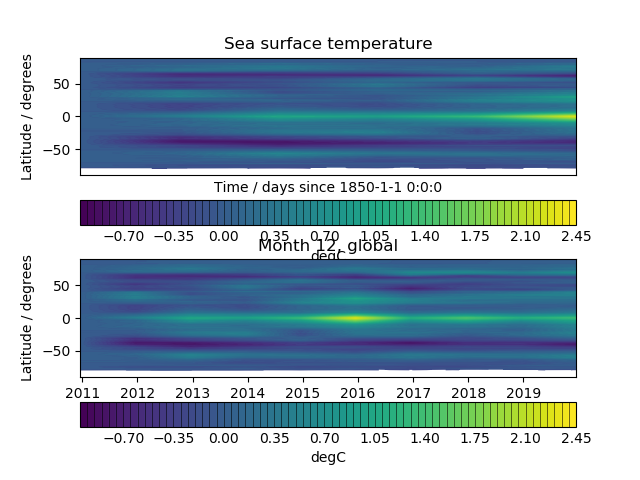 Sea surface temperature
Latitude / degrees
50
0
−50
Time / days since 1850-1-1 0:0:0
−0.70 −0.35 0.00 0.35 0.70 1.05 1.40 1.75 2.10 2.45
degC
Month 12, global
Latitude / degrees
50
0
−50
2011 2012 2013 2014 2015 2016 2017 2018 2019
−0.70 −0.35 0.00 0.35 0.70 1.05 1.40 1.75 2.10 2.45
degC